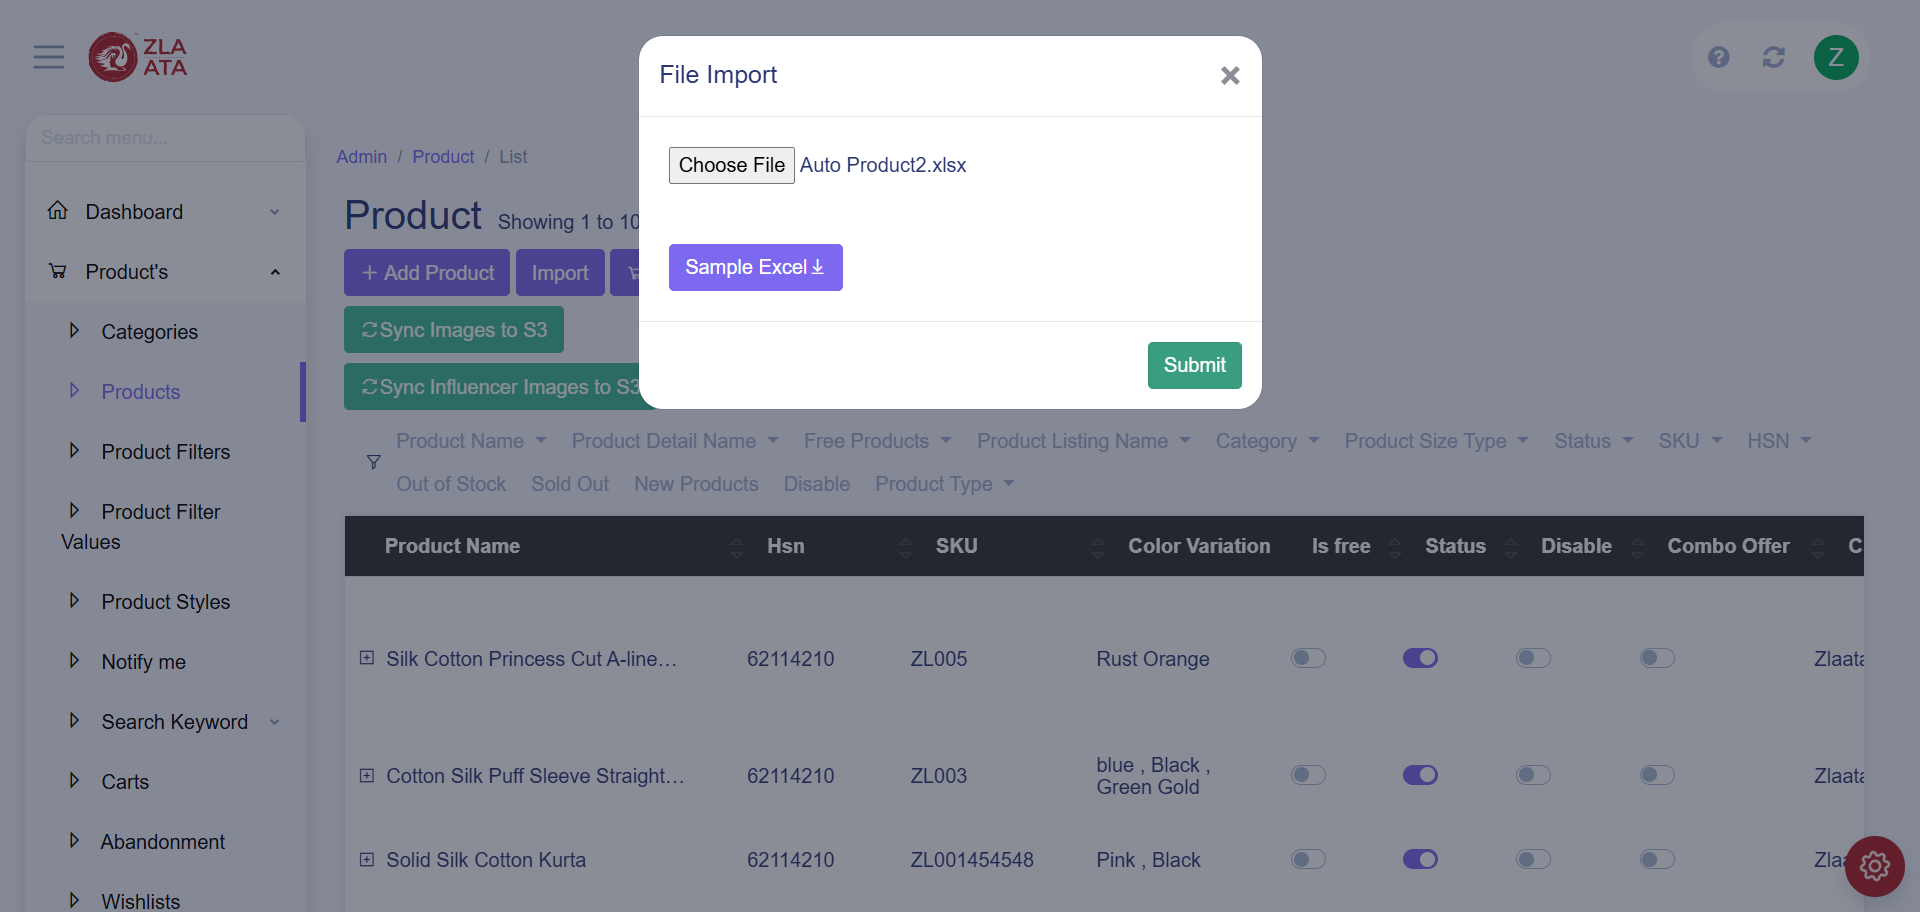 ZLA
ATA
Search menu...
Dashboard
Product's
Categories
Products
Product Filters
Product Filter
Values
Product Styles
Notify me
Search Keyword
Carts
Abandonment
Wishlists
Z
Admin / Product / List
Product Showing 1 to 10
+ Add Product
Import
Sync Images to S3
Sync Influencer Images to S3
File Import
Choose File Auto Product2.xlsx
Sample Excel
Submit
Product Name Product Detail Name Free Products Product Listing Name Category Product Size Type Status SKU HSN
Out of Stock Sold Out New Products Disable Product Type
Product Name Hsn SKU Color Variation Is free Status Disable Combo Offer C
Silk Cotton Princess Cut A-line... 62114210 ZL005 Rust Orange Zlaata
Cotton Silk Puff Sleeve Straight... 62114210 ZL003 blue , Black , Green Gold Zlaata
Solid Silk Cotton Kurta 62114210 ZL001454548 Pink , Black Zlaa